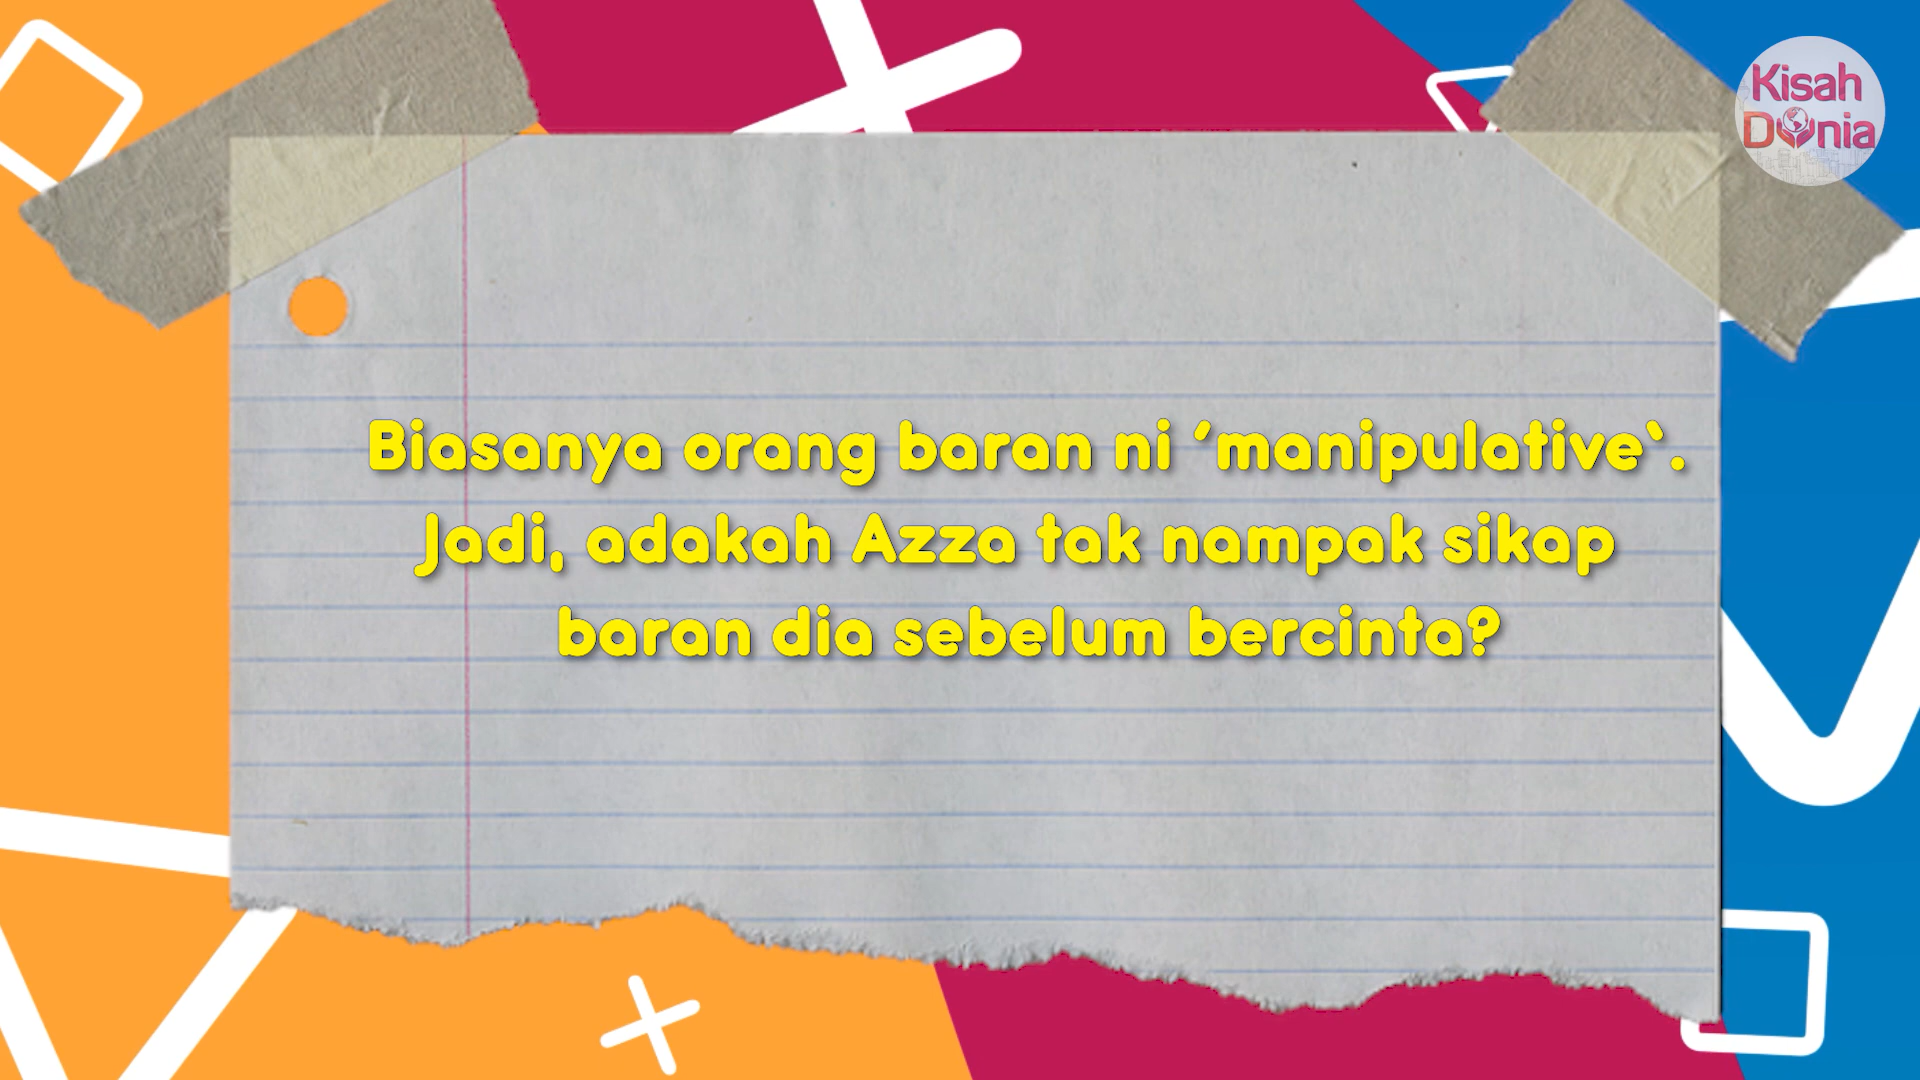 Kisah
Dunia
Biasanya orang baran ni ‘manipulative‘.
Jadi, adakah Azza tak nampak sikap
baran dia sebelum bercinta?